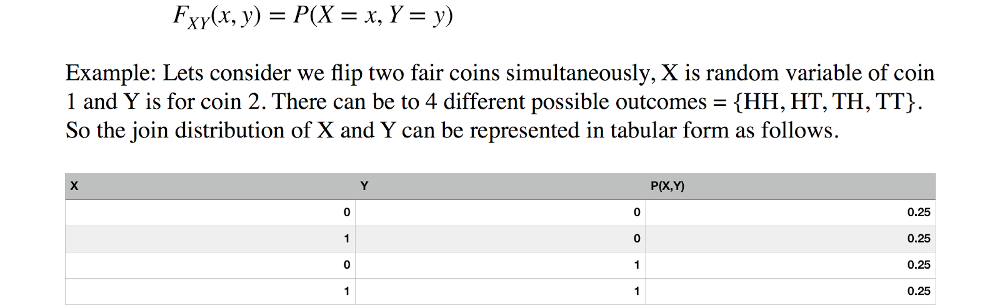 F_XY(x, y) = P(X = x, Y = y)
Example: Lets consider we flip two fair coins simultaneously, X is random variable of coin
1 and Y is for coin 2. There can be to 4 different possible outcomes = {HH, HT, TH, TT}.
So the join distribution of X and Y can be represented in tabular form as follows.
X Y P(X,Y)
0 0 0.25
1 0 0.25
0 1 0.25
1 1 0.25